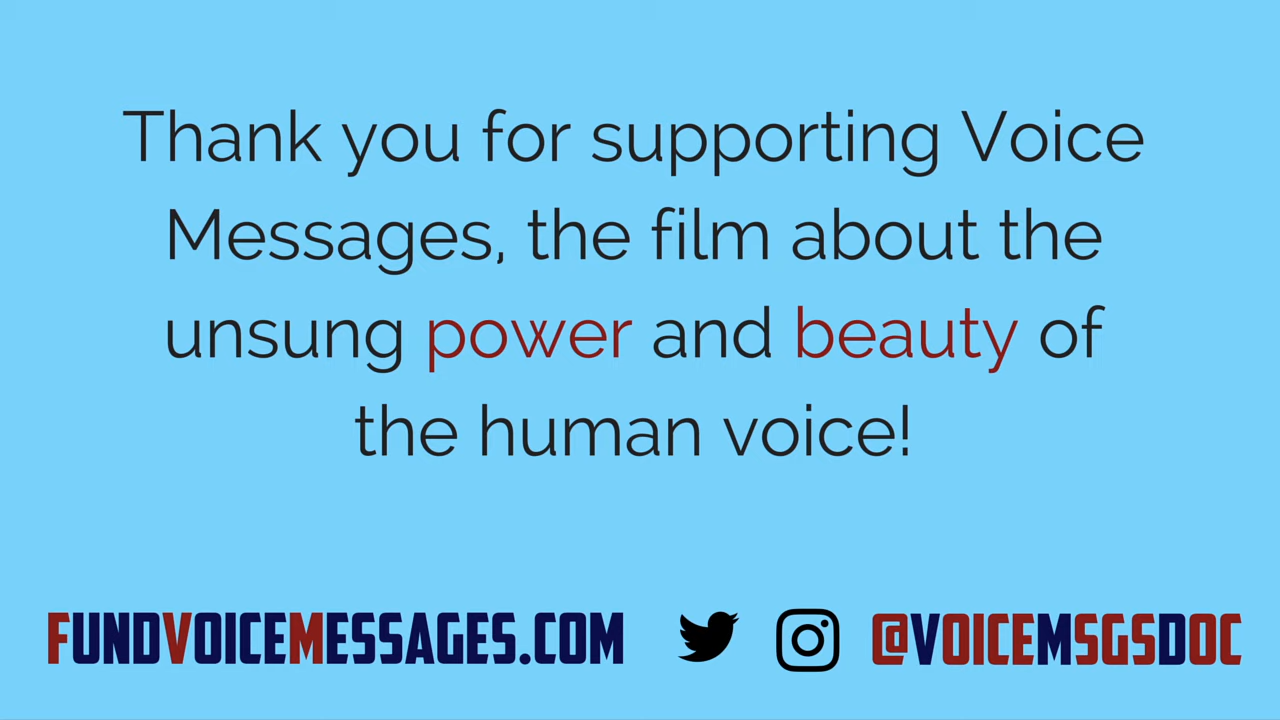 Thank you for supporting Voice
Messages, the film about the
unsung power and beauty of
the human voice!
FUNDVOICEMESSAGES.COM @VOICEMSGSDOC